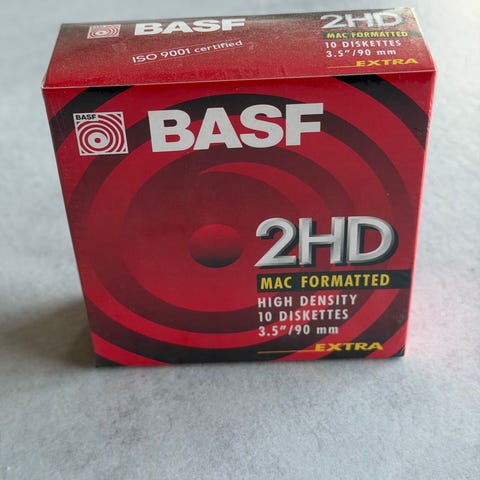 BASF
ISO 9001 certified
2HD
MAC FORMATTED
10 DISKETTES
3.5"/90 mm
EXTRA
BASF
BASF
2HD
MAC FORMATTED
HIGH DENSITY
10 DISKETTES
3.5"/90 mm
EXTRA